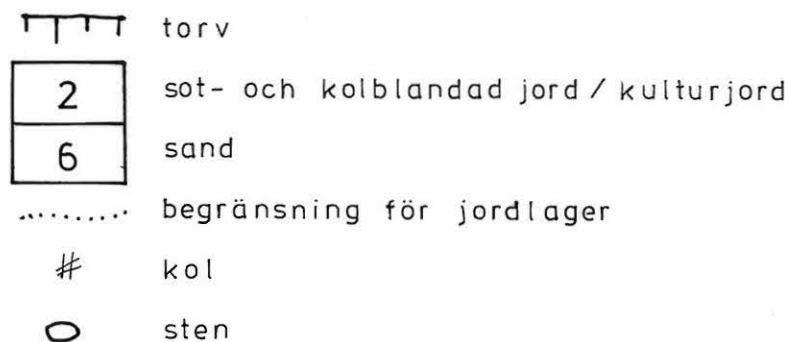 torv
2 sot- och kolblandad jord / kulturjord
6 sand
begränsning för jordlager
# kol
sten